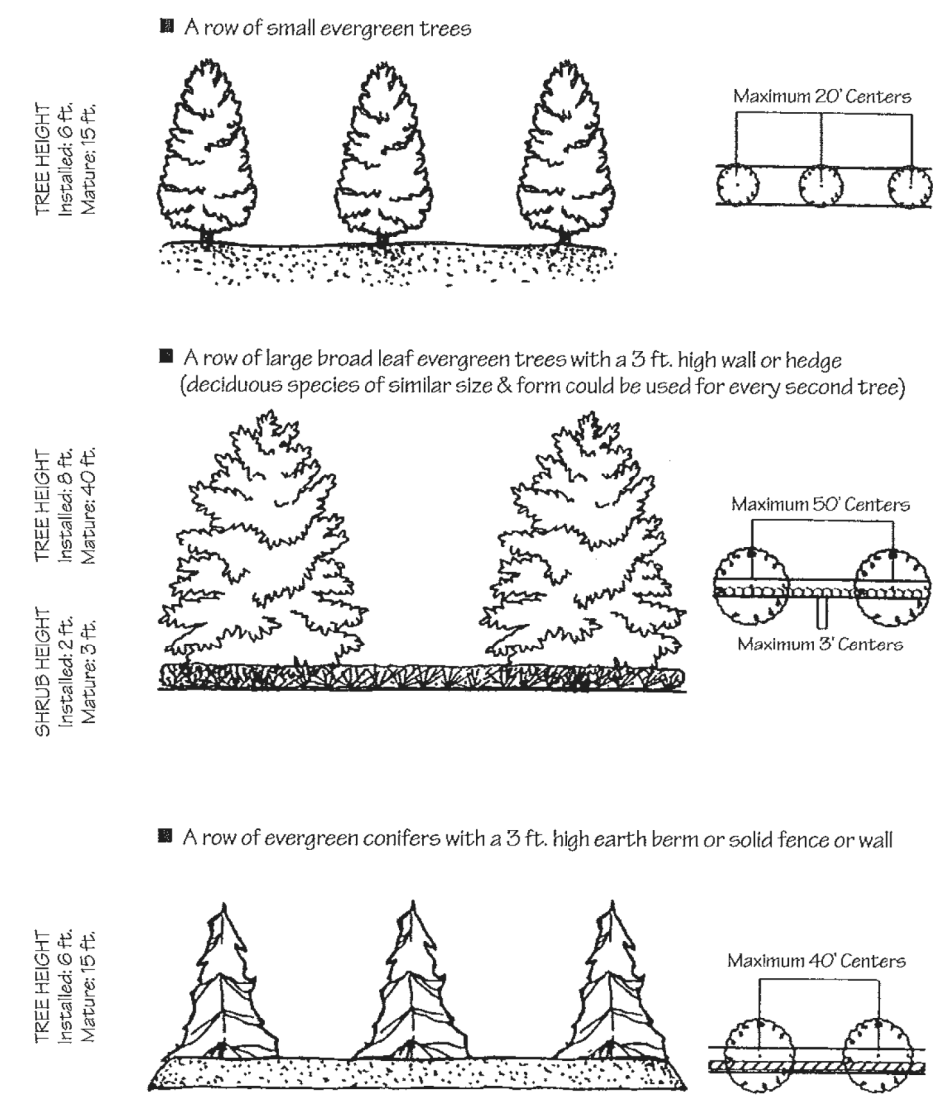 A row of small evergreen trees
TREE HEIGHT
Installed: 6 ft.
Mature: 15 ft.
Maximum 20' Centers
A row of large broad leaf evergreen trees with a 3 ft. high wall or hedge
(deciduous species of similar size & form could be used for every second tree)
TREE HEIGHT
Installed: 8 ft.
Mature: 40 ft.
SHRUB HEIGHT
Installed: 2 ft.
Mature: 3 ft.
Maximum 50' Centers
Maximum 3' Centers
A row of evergreen conifers with a 3 ft. high earth berm or solid fence or wall
TREE HEIGHT
Installed: 6 ft.
Mature: 15 ft.
Maximum 40' Centers